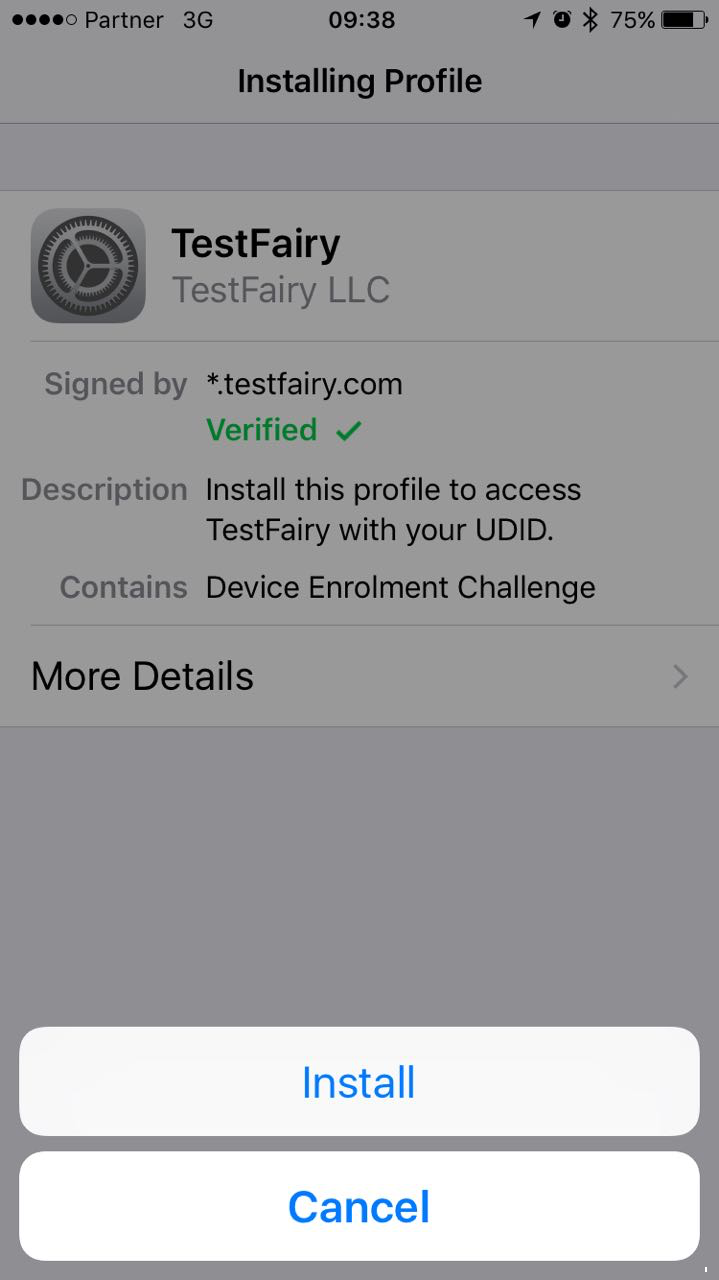 Partner 3G 09:38 75%
Installing Profile
TestFairy
TestFairy LLC
Signed by *.testfairy.com
Verified
Description Install this profile to access
TestFairy with your UDID.
Contains Device Enrolment Challenge
More Details
Install
Cancel